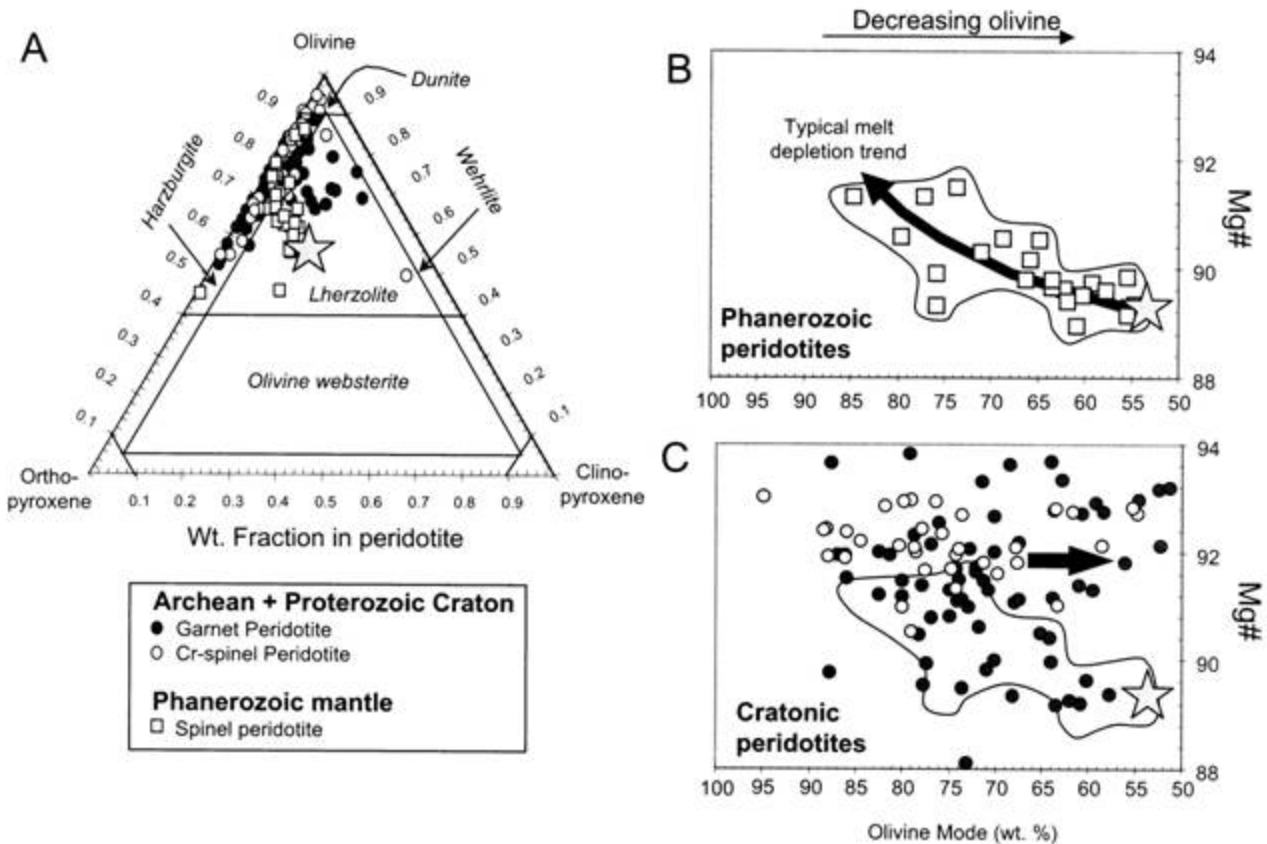 A
Olivine
Dunite
Harzburgite
Wehrlite
0.9
0.8
0.7
0.6
0.5
0.4
0.3
0.2
0.1
0.9
0.8
0.7
0.6
0.5
0.4
0.3
0.2
0.1
Lherzolite
Olivine websterite
Ortho-
pyroxene
Clino-
pyroxene
0.1 0.2 0.3 0.4 0.5 0.6 0.7 0.8 0.9
Wt. Fraction in peridotite
Archean + Proterozoic Craton
Garnet Peridotite
Cr-spinel Peridotite
Phanerozoic mantle
Spinel peridotite
Decreasing olivine
B
Typical melt
depletion trend
Phanerozoic
peridotites
94
92
90
88
Mg#
100 95 90 85 80 75 70 65 60 55 50
C
Cratonic
peridotites
94
92
90
88
Mg#
100 95 90 85 80 75 70 65 60 55 50
Olivine Mode (wt. %)